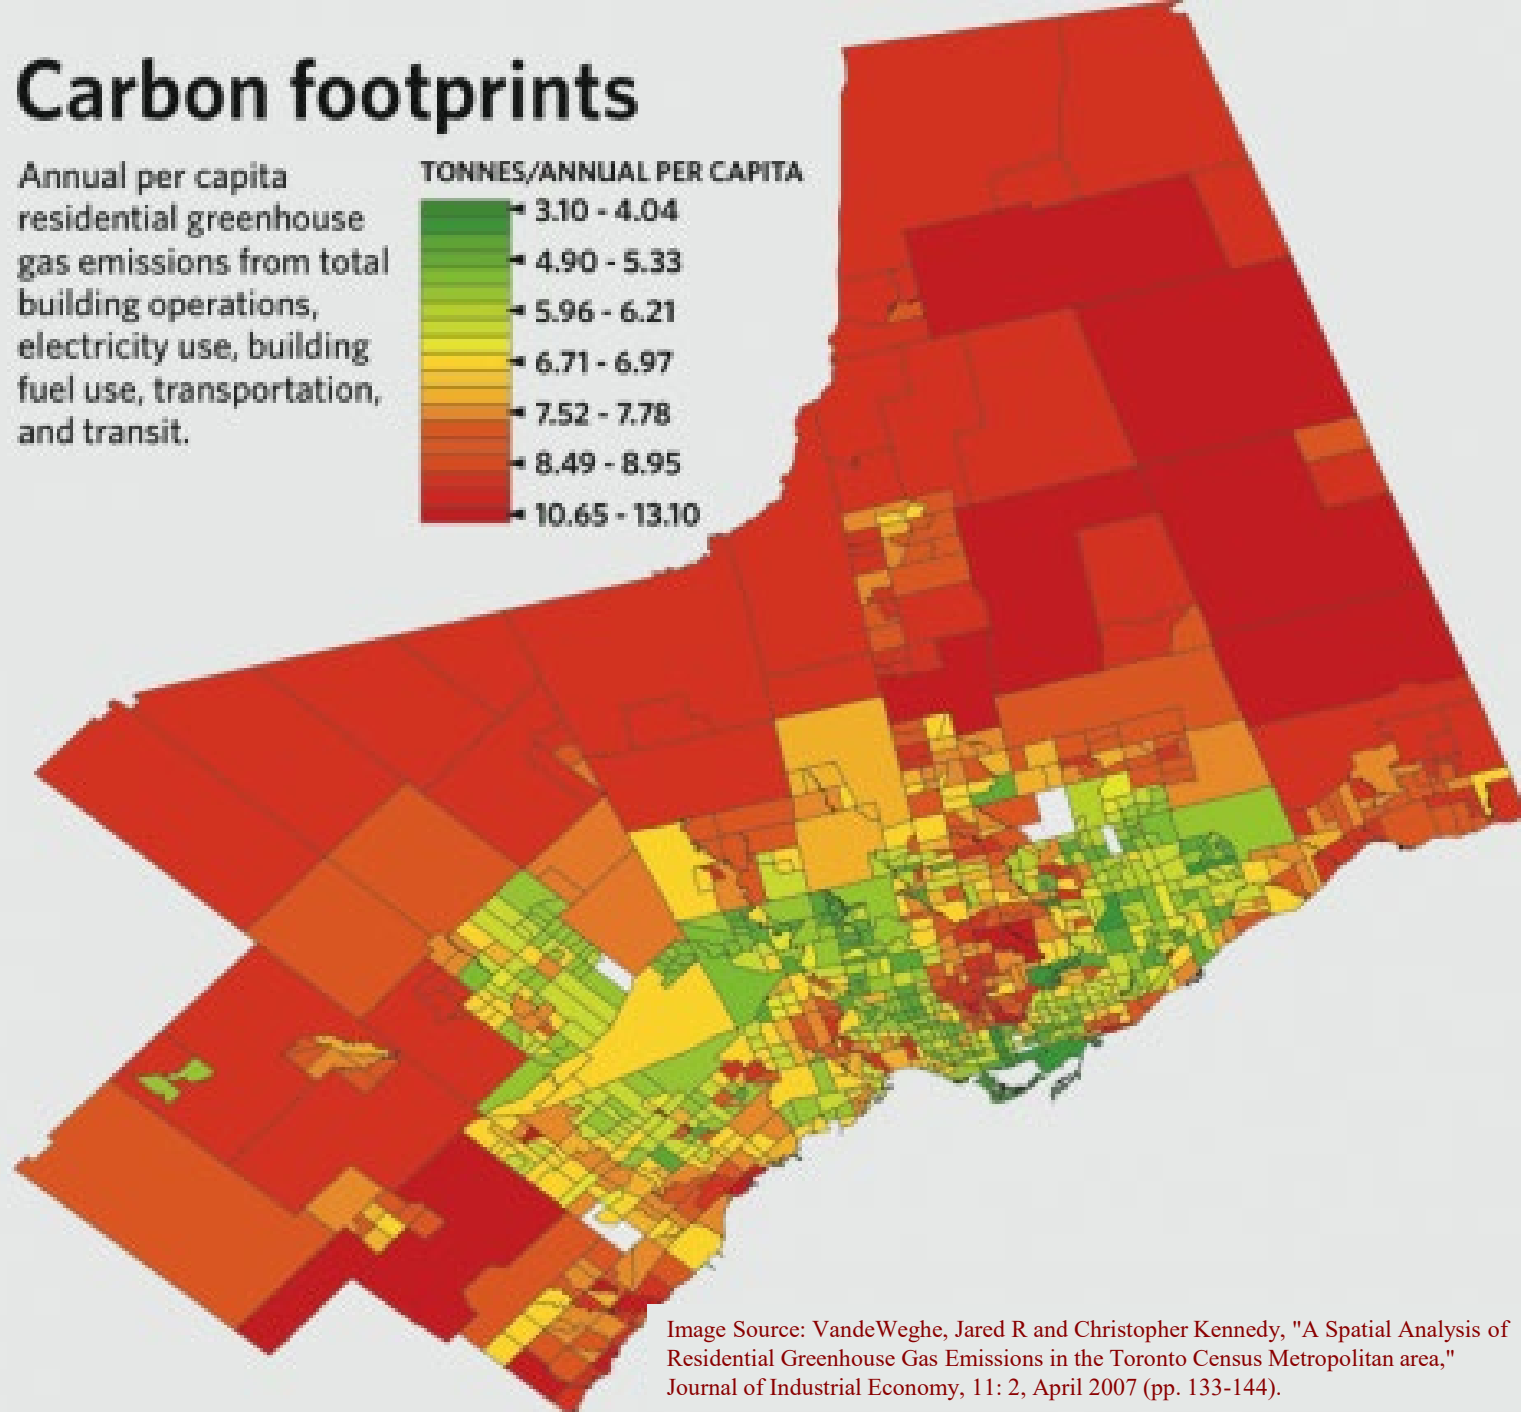 Carbon footprints
Annual per capita
residential greenhouse
gas emissions from total
building operations,
electricity use, building
fuel use, transportation,
and transit.
TONNES/ANNUAL PER CAPITA
3.10 - 4.04
4.90 - 5.33
5.96 - 6.21
6.71 - 6.97
7.52 - 7.78
8.49 - 8.95
10.65 - 13.10
Image Source: VandeWeghe, Jared R and Christopher Kennedy, "A Spatial Analysis of
Residential Greenhouse Gas Emissions in the Toronto Census Metropolitan area,"
Journal of Industrial Economy, 11: 2, April 2007 (pp. 133-144).